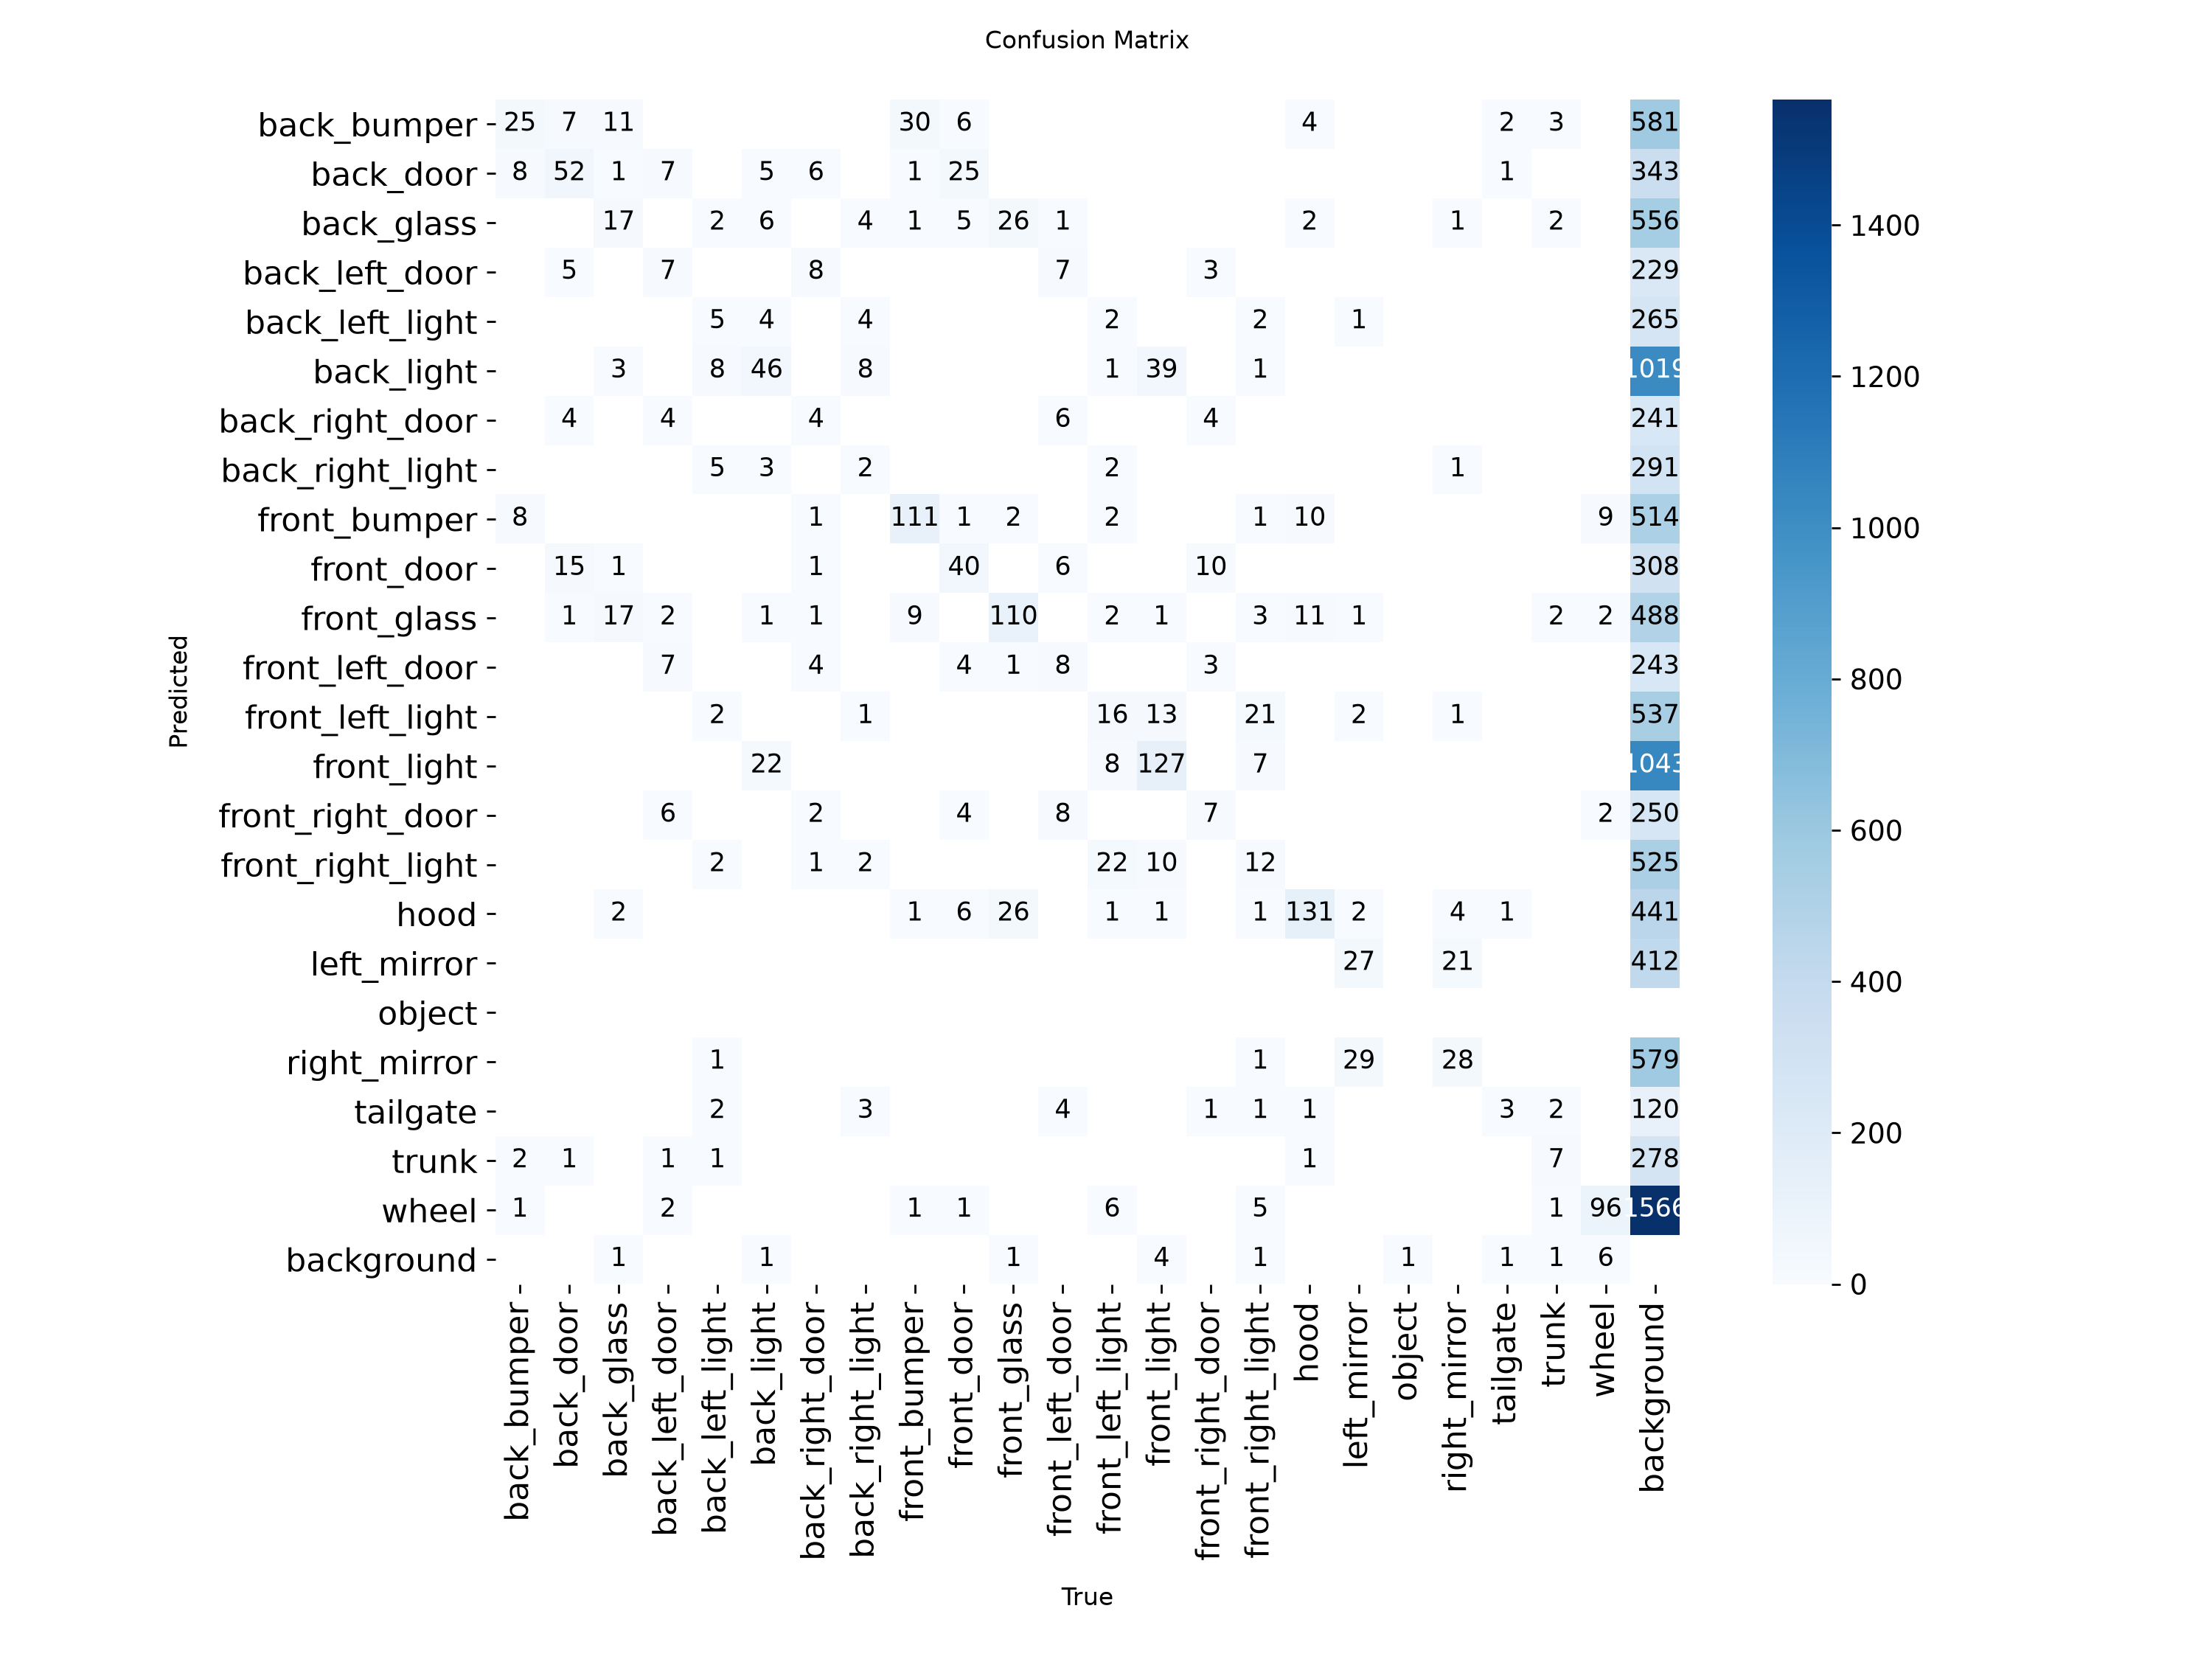 Confusion Matrix
back_bumper 25 7 11 30 6 4 2 3 581
back_door 8 52 1 7 5 6 1 25 1 343
back_glass 17 2 6 4 1 5 26 1 2 1 2 556
1400
back_left_door 5 7 8 7 3 229
back_left_light 5 4 4 2 2 1 265
back_light 3 8 46 8 1 39 1 1019
1200
back_right_door 4 4 4 6 4 241
back_right_light 5 3 2 2 1 291
front_bumper 8 1 111 1 2 2 1 10 9 514
1000
front_door 15 1 1 40 6 10 308
front_glass 1 17 2 1 1 9 110 2 1 3 11 1 2 2 488
front_left_door 7 4 4 1 8 3 243
800
front_left_light 2 1 16 13 21 2 1 537
front_light 22 8 127 7 1043
front_right_door 6 2 4 8 7 2 250
600
front_right_light 2 1 2 22 10 12 525
hood 2 1 6 26 1 1 1 131 2 4 1 441
left_mirror 27 21 412
400
object
right_mirror 1 1 29 28 579
tailgate 2 3 4 1 1 1 3 2 120
200
trunk 2 1 1 1 1 7 278
wheel 1 2 1 1 6 5 1 96 1566
background 1 1 1 4 1 1 1 1 6
0
Predicted
back_bumper
back_door
back_glass
back_left_door
back_left_light
back_light
back_right_door
back_right_light
front_bumper
front_door
front_glass
front_left_door
front_left_light
front_light
front_right_door
front_right_light
hood
left_mirror
object
right_mirror
tailgate
trunk
wheel
background
True